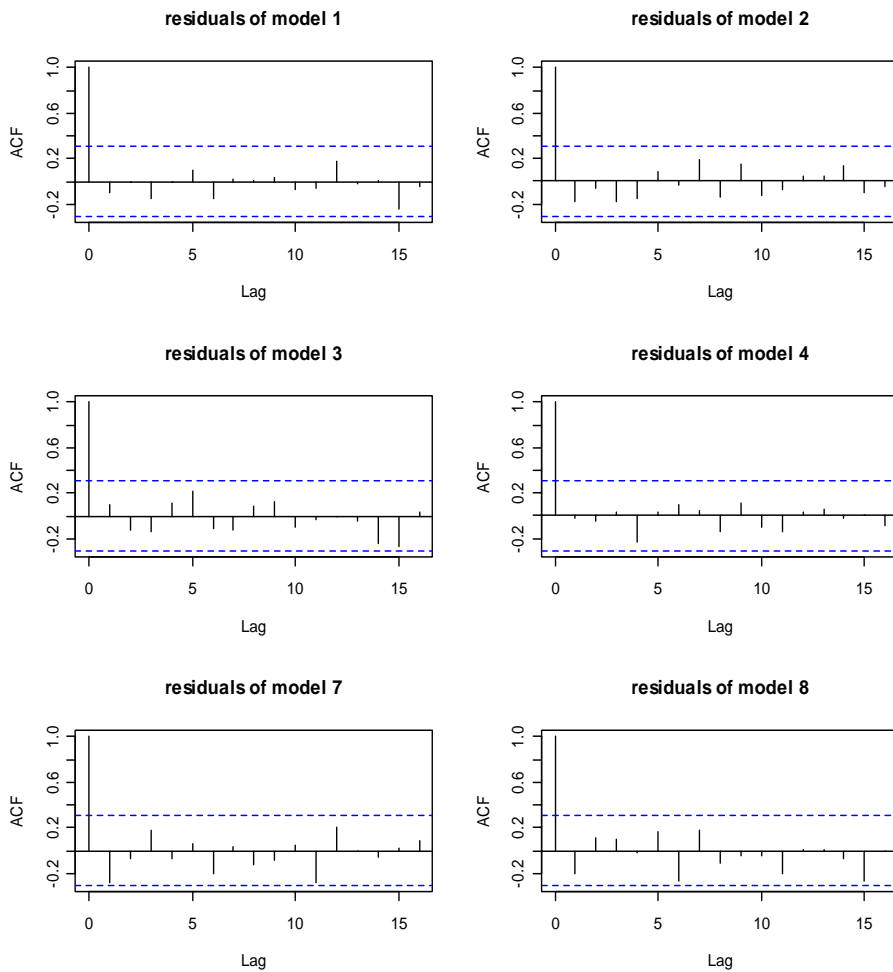 residuals of model 1
ACF
-0.2 0.2 0.6 1.0
0 5 10 15
Lag
residuals of model 2
ACF
-0.2 0.2 0.6 1.0
0 5 10 15
Lag
residuals of model 3
ACF
-0.2 0.2 0.6 1.0
0 5 10 15
Lag
residuals of model 4
ACF
-0.2 0.2 0.6 1.0
0 5 10 15
Lag
residuals of model 7
ACF
-0.2 0.2 0.6 1.0
0 5 10 15
Lag
residuals of model 8
ACF
-0.2 0.2 0.6 1.0
0 5 10 15
Lag